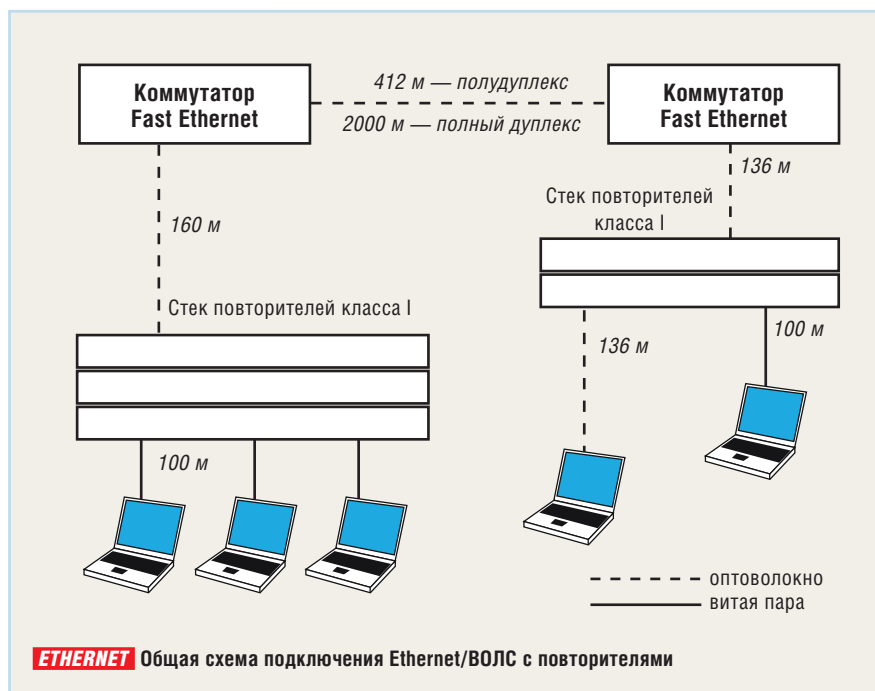 Коммутатор
Fast Ethernet
412 м — полудуплекс
2000 м — полный дуплекс
Коммутатор
Fast Ethernet
136 м
Стек повторителей
класса I
160 м
Стек повторителей класса I
136 м
100 м
100 м
оптоволокно
витая пара
ETHERNET Общая схема подключения Ethernet/ВОЛС с повторителями